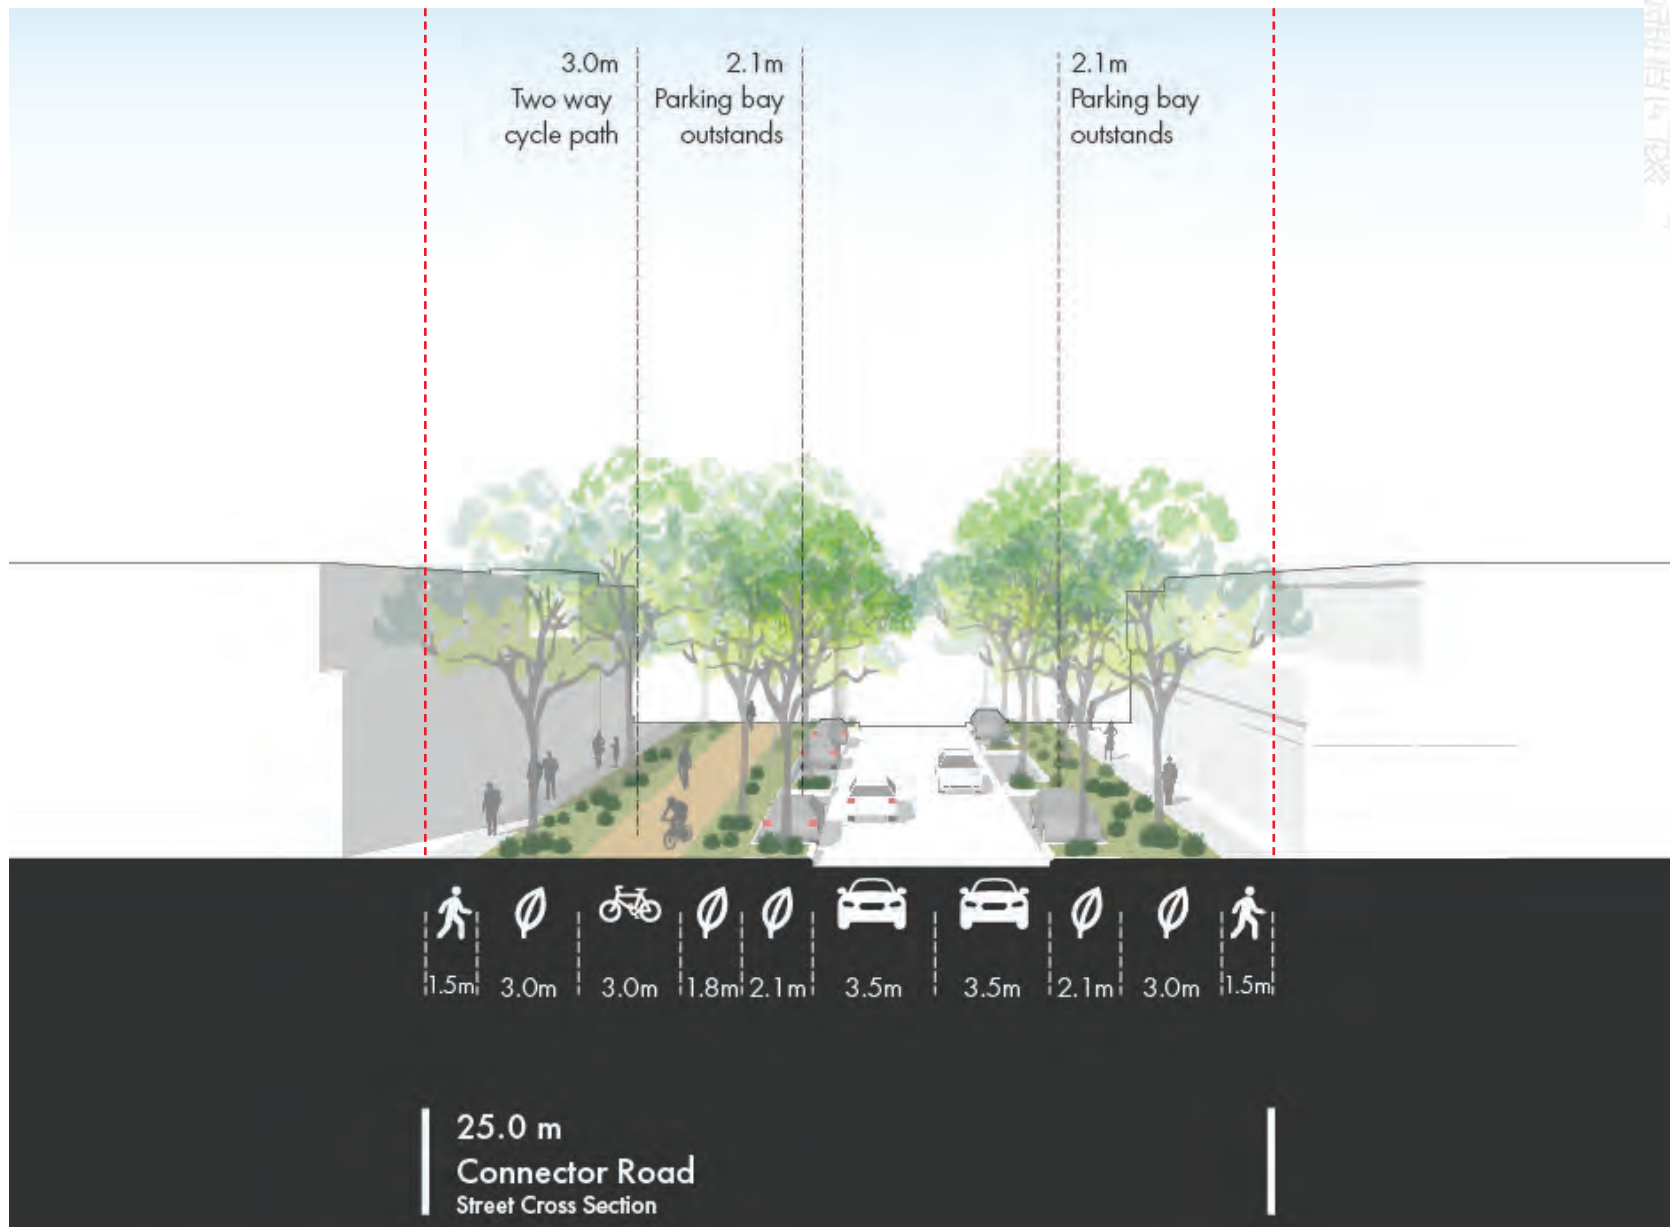 3.0m
Two way
cycle path
2.1m
Parking bay
outstands
2.1m
Parking bay
outstands
1.5m
3.0m
3.0m
1.8m
2.1m
3.5m
3.5m
2.1m
3.0m
1.5m
25.0 m
Connector Road
Street Cross Section